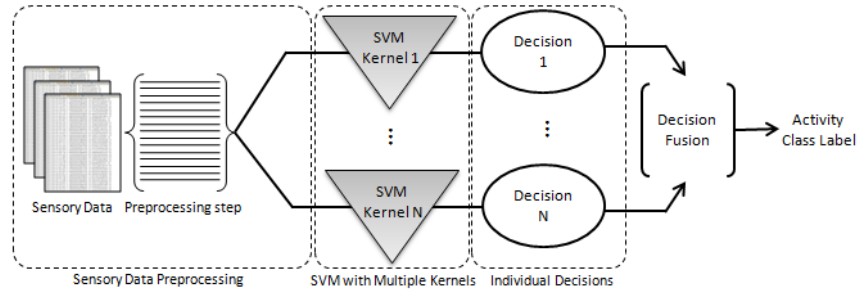 SVM
Kernel 1
Decision
1
Sensory Data
Preprocessing step
SVM
Kernel N
Decision
N
Decision
Fusion
Activity
Class Label
Sensory Data Preprocessing
SVM with Multiple Kernels
Individual Decisions